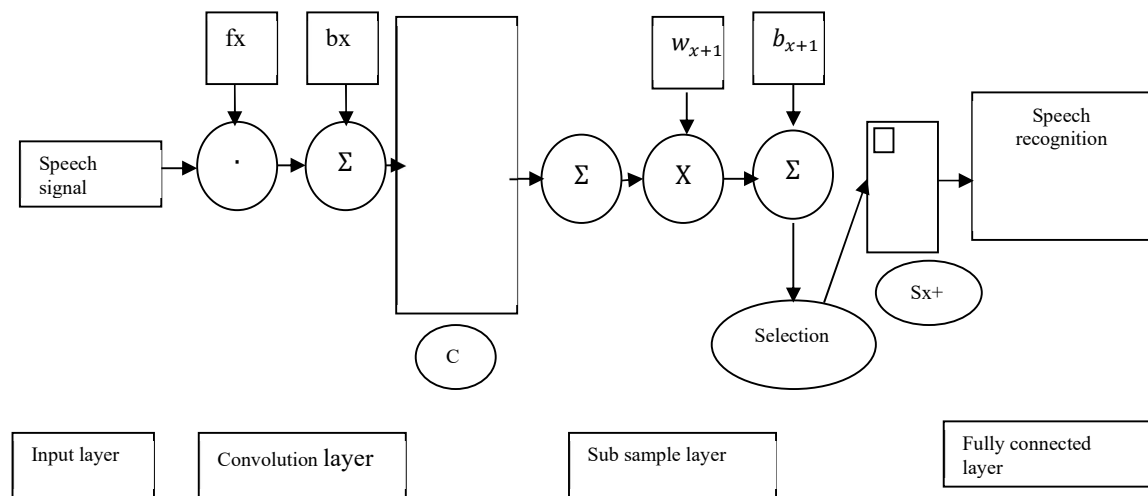 fx
bx
w_{x+1}
b_{x+1}
Speech
signal
.
Σ
Σ
X
Σ
Speech
recognition
C
Selection
Sx+
Input layer
Convolution layer
Sub sample layer
Fully connected
layer